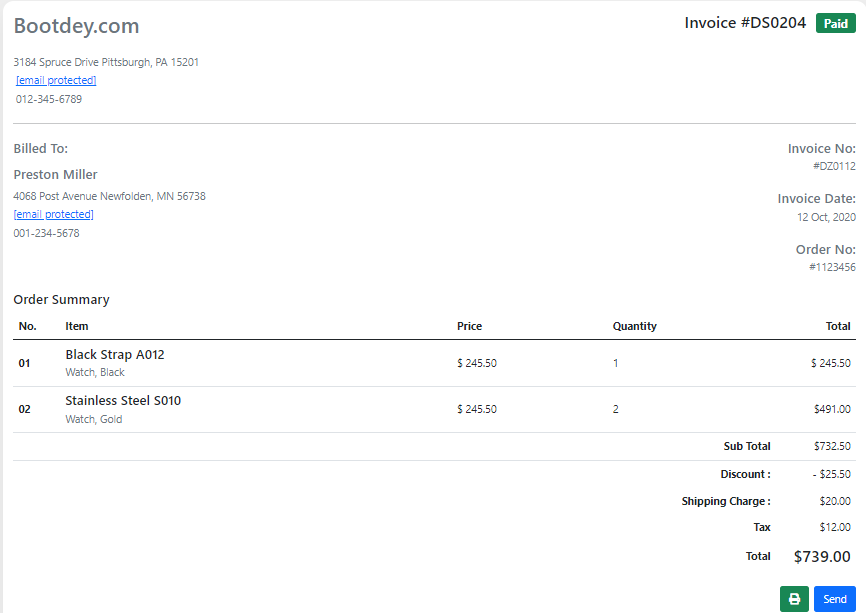 Bootdey.com
Invoice #DS0204 Paid
3184 Spruce Drive Pittsburgh, PA 15201
[email protected]
012-345-6789
Billed To:
Preston Miller
4068 Post Avenue Newfolden, MN 56738
[email protected]
001-234-5678
Invoice No:
#DZ0112
Invoice Date:
12 Oct, 2020
Order No:
#1123456
Order Summary
No. Item Price Quantity Total
01 Black Strap A012 $ 245.50 1 $ 245.50
Watch, Black
02 Stainless Steel S010 $ 245.50 2 $491.00
Watch, Gold
Sub Total $732.50
Discount : - $25.50
Shipping Charge : $20.00
Tax $12.00
Total $739.00
Send